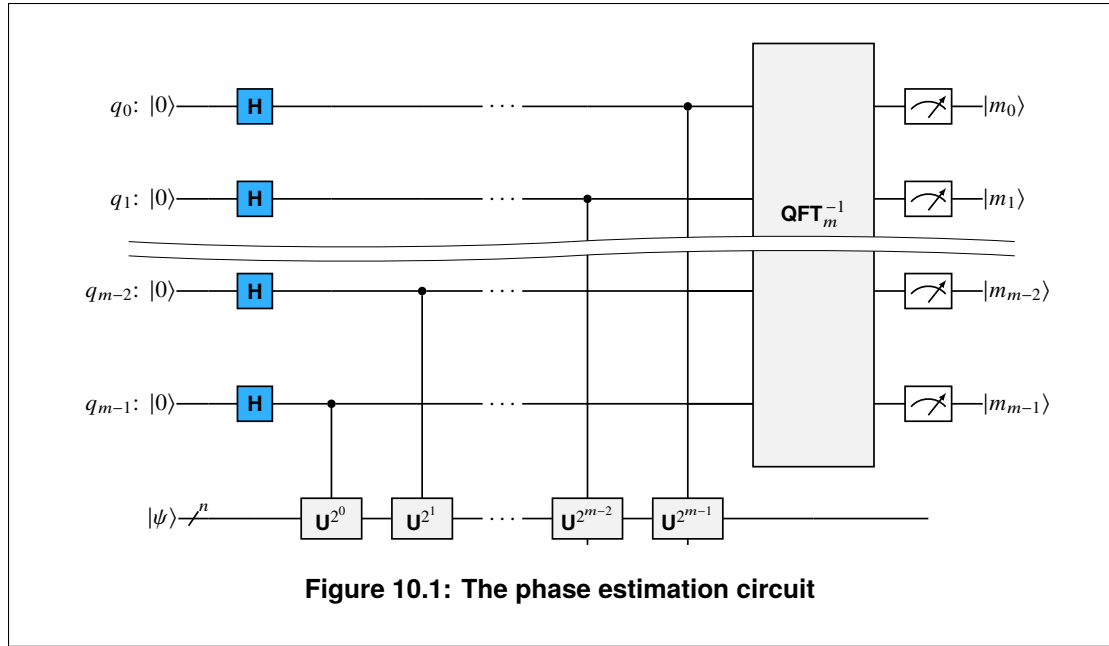 q₀: |0⟩ H · · · |m₀⟩
q₁: |0⟩ H · · · QFTₘ⁻¹ |m₁⟩
qₘ₋₂: |0⟩ H · · · |mₘ₋₂⟩
qₘ₋₁: |0⟩ H · · · |mₘ₋₁⟩
|ψ⟩ n U^{2^0} U^{2^1} · · · U^{2^{m−2}} U^{2^{m−1}}
Figure 10.1: The phase estimation circuit